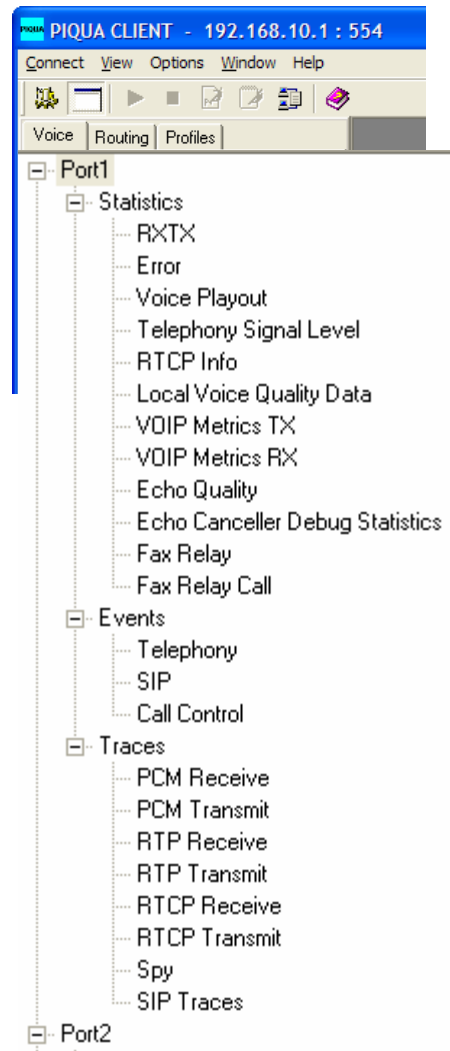 PIQUA PIQUA CLIENT - 192.168.10.1 : 554
Connect View Options Window Help
Voice Routing Profiles
Port1
Statistics
RXTX
Error
Voice Playout
Telephony Signal Level
RTCP Info
Local Voice Quality Data
VOIP Metrics TX
VOIP Metrics RX
Echo Quality
Echo Canceller Debug Statistics
Fax Relay
Fax Relay Call
Events
Telephony
SIP
Call Control
Traces
PCM Receive
PCM Transmit
RTP Receive
RTP Transmit
RTCP Receive
RTCP Transmit
Spy
SIP Traces
Port2